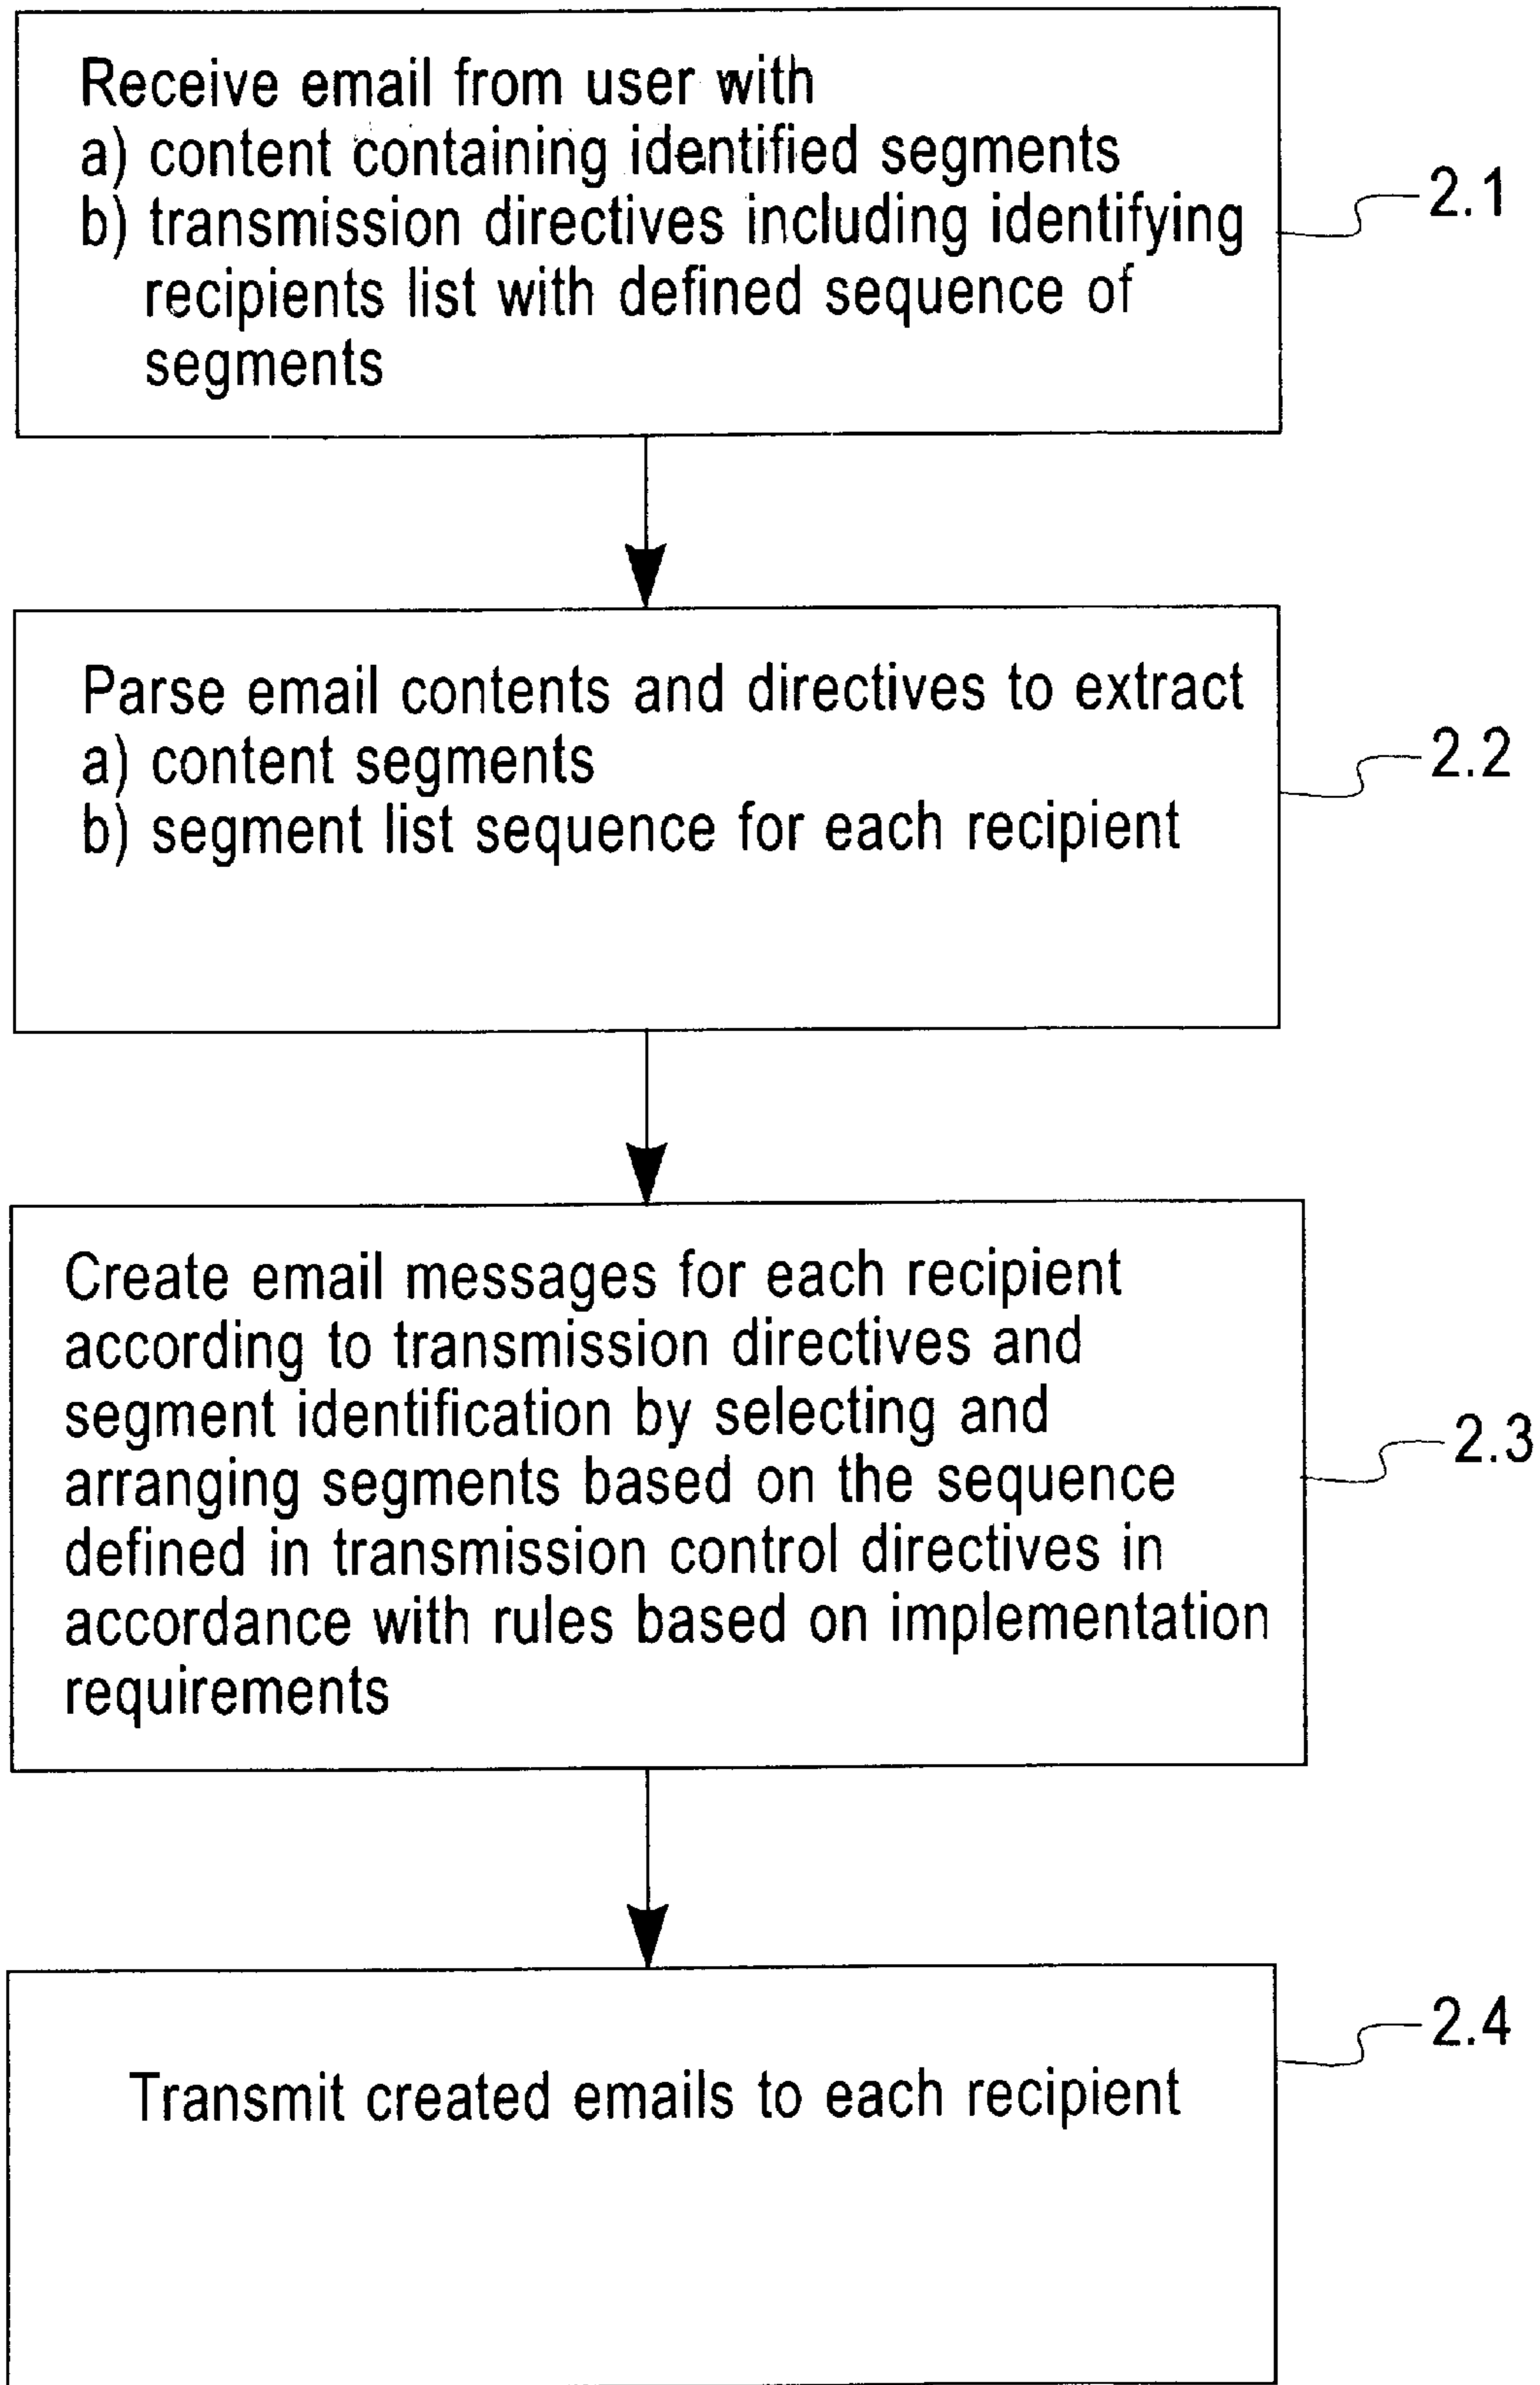 Receive email from user with
a) content containing identified segments
b) transmission directives including identifying
recipients list with defined sequence of
segments
2.1
Parse email contents and directives to extract
a) content segments
b) segment list sequence for each recipient
2.2
Create email messages for each recipient
according to transmission directives and
segment identification by selecting and
arranging segments based on the sequence
defined in transmission control directives in
accordance with rules based on implementation
requirements
2.3
Transmit created emails to each recipient
2.4